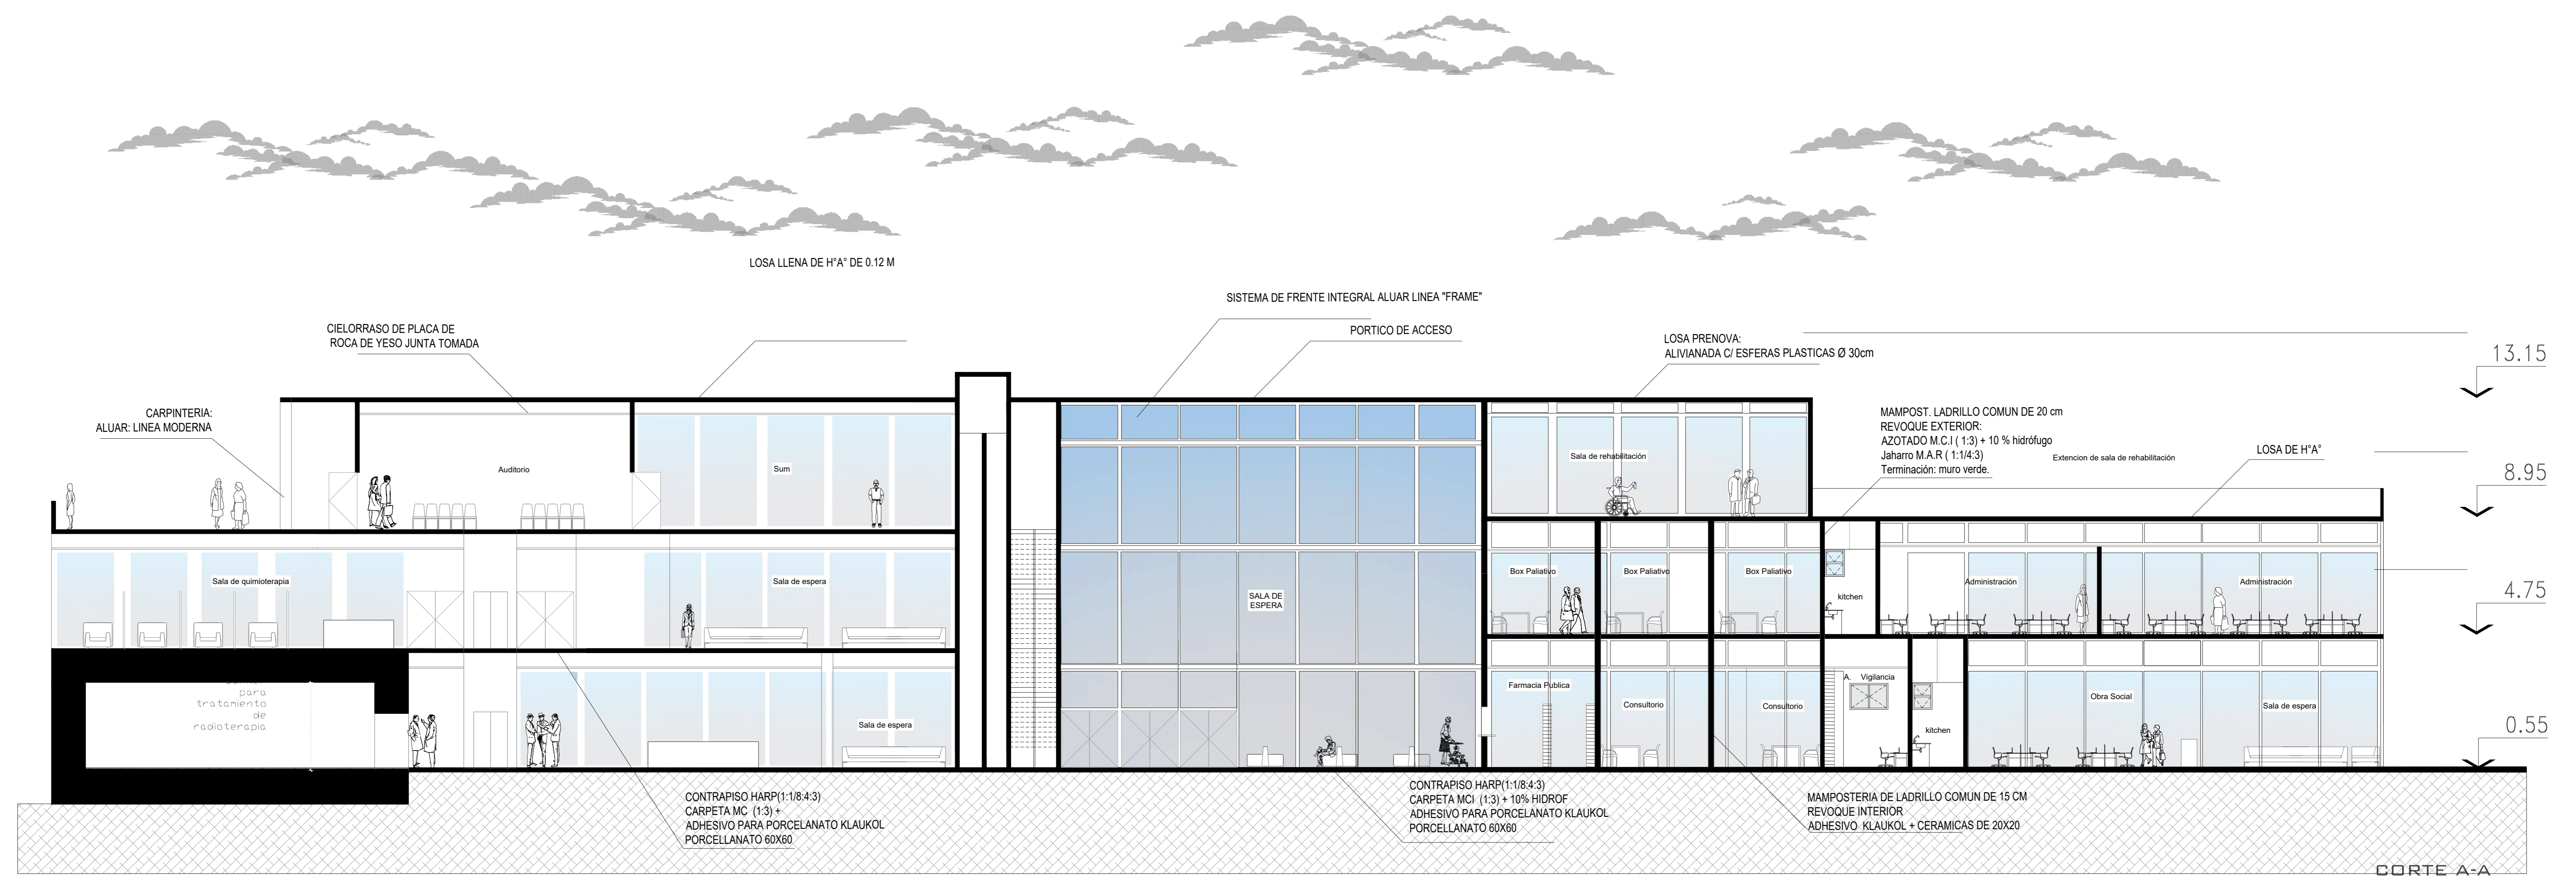 LOSA LLENA DE H°A° DE 0.12 M
SISTEMA DE FRENTE INTEGRAL ALUAR LINEA "FRAME"
CIELORRASO DE PLACA DE
ROCA DE YESO JUNTA TOMADA
PORTICO DE ACCESO
LOSA PRENOVA:
ALIVIANADA C/ ESFERAS PLASTICAS Ø 30cm
13.15
CARPINTERIA:
ALUAR: LINEA MODERNA
MAMPOST. LADRILLO COMUN DE 20 cm
REVOQUE EXTERIOR:
AZOTADO M.C.I ( 1:3) + 10 % hidrófugo
Jaharro M.A.R ( 1:1/4:3)
Terminación: muro verde.
Extencion de sala de rehabilitación
LOSA DE H°A°
8.95
Auditorio
Sum
Sala de rehabilitación
Sala de quimioterapia
Sala de espera
SALA DE
ESPERA
Box Paliativo
Box Paliativo
Box Paliativo
kitchen
Administración
Administración
4.75
para
tratamiento
de
radioterapia
Sala de espera
Farmacia Publica
Consultorio
Consultorio
A. Vigilancia
kitchen
Obra Social
Sala de espera
0.55
CONTRAPISO HARP(1:1/8:4:3)
CARPETA MC (1:3) +
ADHESIVO PARA PORCELANATO KLAUKOL
PORCELLANATO 60X60
CONTRAPISO HARP(1:1/8:4:3)
CARPETA MCI (1:3) + 10% HIDROF
ADHESIVO PARA PORCELANATO KLAUKOL
PORCELLANATO 60X60
MAMPOSTERIA DE LADRILLO COMUN DE 15 CM
REVOQUE INTERIOR
ADHESIVO KLAUKOL + CERAMICAS DE 20X20
CORTE A-A